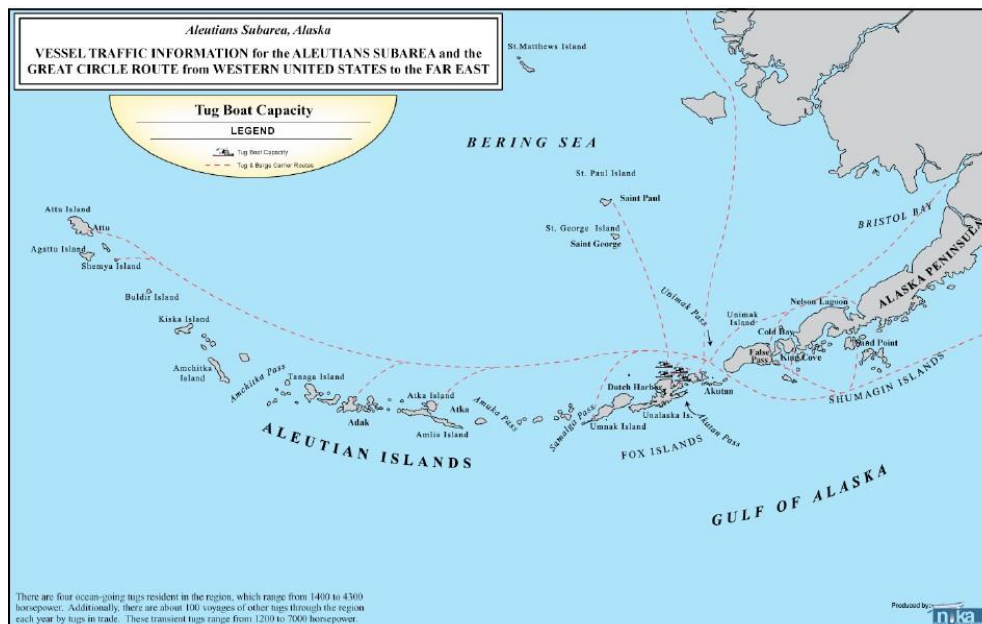 Aleutians Subarea, Alaska
VESSEL TRAFFIC INFORMATION for the ALEUTIANS SUBAREA and the
GREAT CIRCLE ROUTE from WESTERN UNITED STATES to the FAR EAST
Tug Boat Capacity
LEGEND
Tug Boat Capacity
Tug & Barge Carrier Routes
St.Matthews Island
BERING SEA
St. Paul Island
Saint Paul
St. George Island
Saint George
BRISTOL BAY
ALASKA PENINSULA
Attu Island
Attu
Agattu Island
Shemya Island
Buldir Island
Kiska Island
Amchitka Island
Amchitka Pass
Tanaga Island
Adak
Atka Island
Atka
Amlia Island
Amukta Pass
Samalga Pass
Umnak Island
Dutch Harbor
Unalaska Is.
Akutan Pass
Akutan
Unimak Pass
Unimak
Island
False
Pass
Cold Bay
King Cove
Nelson Lagoon
Sand Point
SHUMAGIN ISLANDS
FOX ISLANDS
ALEUTIAN ISLANDS
GULF OF ALASKA
There are four ocean-going tugs resident in the region, which range from 1400 to 4300
horsepower. Additionally, there are about 100 voyages of other tugs through the region
each year by tugs in trade. These transient tugs range from 1200 to 7000 horsepower.
Produced by:
nuka